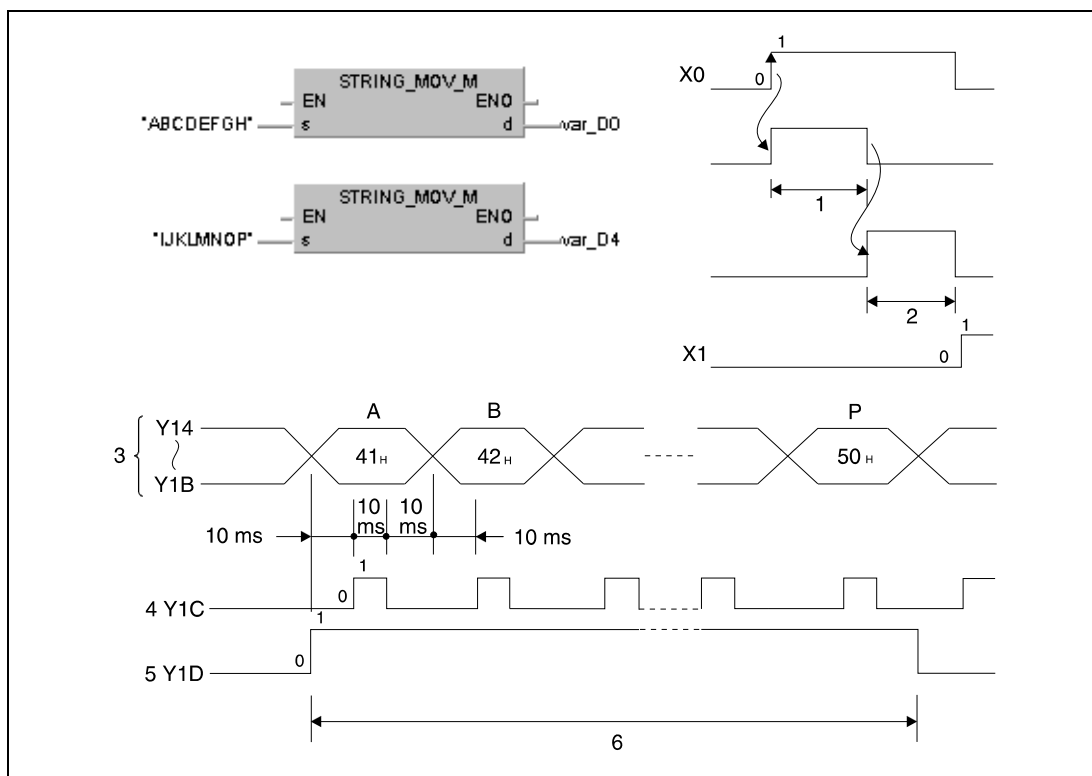 STRING_MOV_M
EN ENO
"ABCDEFGH" s d var_D0
STRING_MOV_M
EN ENO
"IJKLMNOP" s d var_D4
1
X0 0
1
2
1
X1 0
A B P
3 Y14 41H 42H 50H
Y1B
10 ms 10 ms 10 ms 10 ms
1
0
4 Y1C
1
0
5 Y1D
6